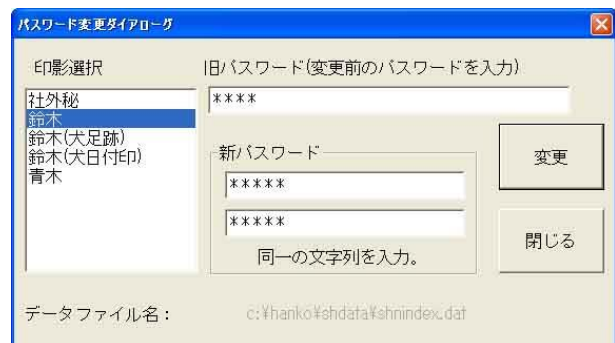 パスワード変更ダイアローグ
印影選択
旧パスワード(変更前のパスワードを入力)
社外秘
鈴木
鈴木(犬足跡)
鈴木(犬日付印)
青木
****
新パスワード
*****
*****
同一の文字列を入力。
変更
閉じる
データファイル名:
c:¥hanko¥shdata¥shnindex.dat